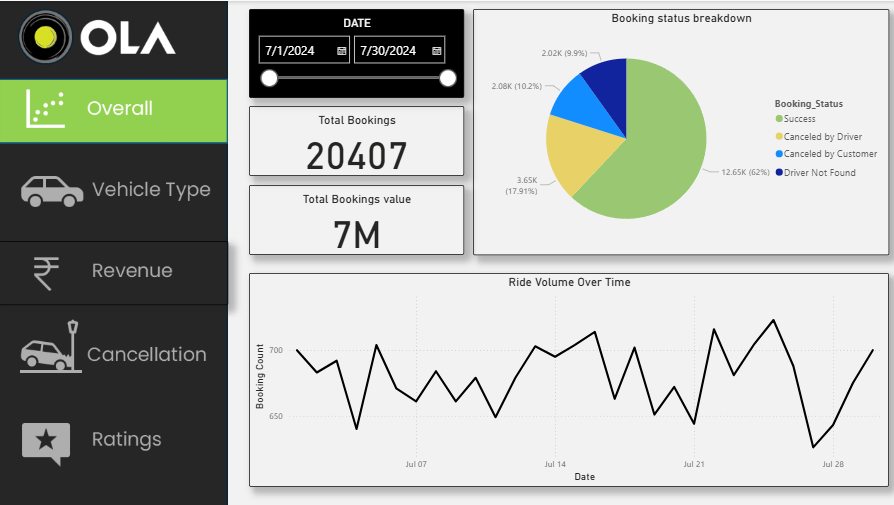 OLA
Overall
Vehicle Type
Revenue
Cancellation
Ratings
DATE
7/1/2024 7/30/2024
Total Bookings
20407
Total Bookings value
7M
Booking status breakdown
2.02K (9.9%)
2.08K (10.2%)
3.65K
(17.91%)
12.65K (62%)
Booking_Status
Success
Canceled by Driver
Canceled by Customer
Driver Not Found
Ride Volume Over Time
Booking Count
700
650
Jul 07 Jul 14 Jul 21 Jul 28
Date